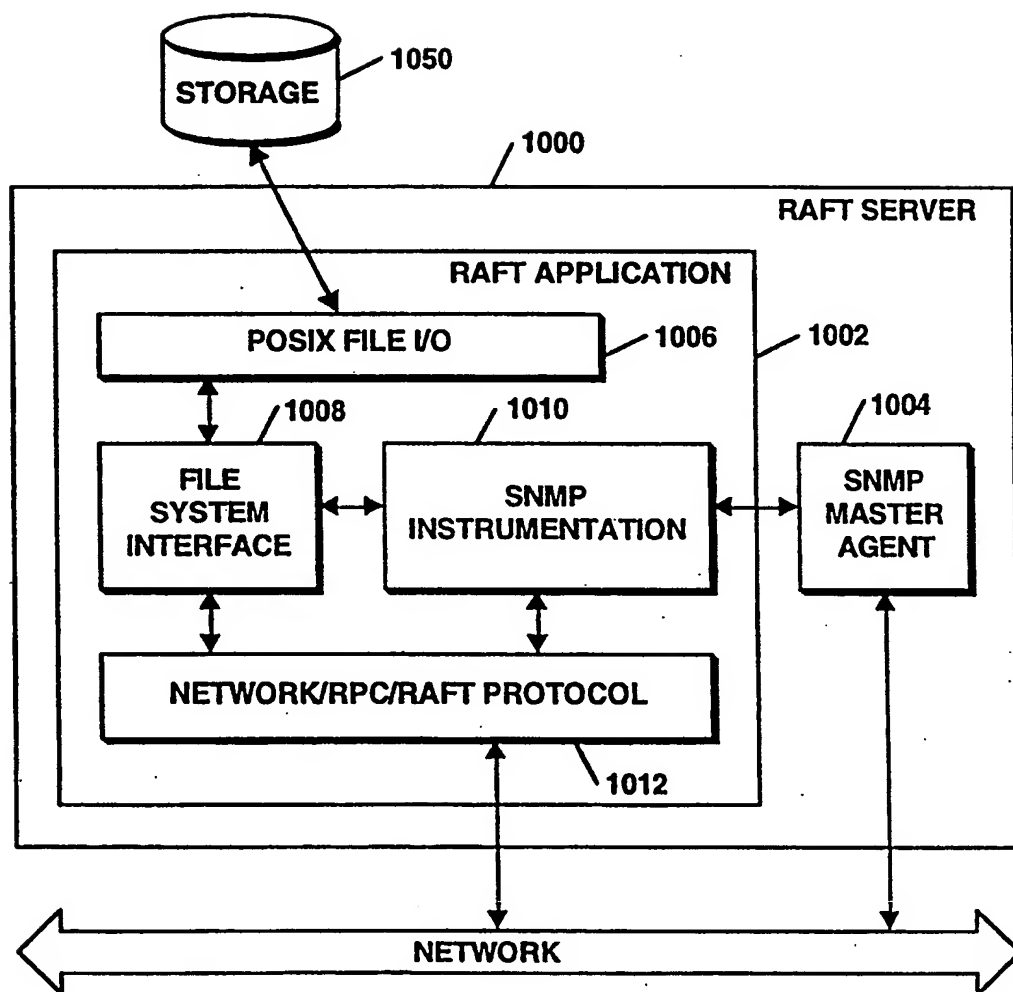 STORAGE
1050
1000
RAFT SERVER
RAFT APPLICATION
POSIX FILE I/O
1006
1002
1008
1010
1004
FILE
SYSTEM
INTERFACE
SNMP
INSTRUMENTATION
SNMP
MASTER
AGENT
NETWORK/RPC/RAFT PROTOCOL
1012
NETWORK